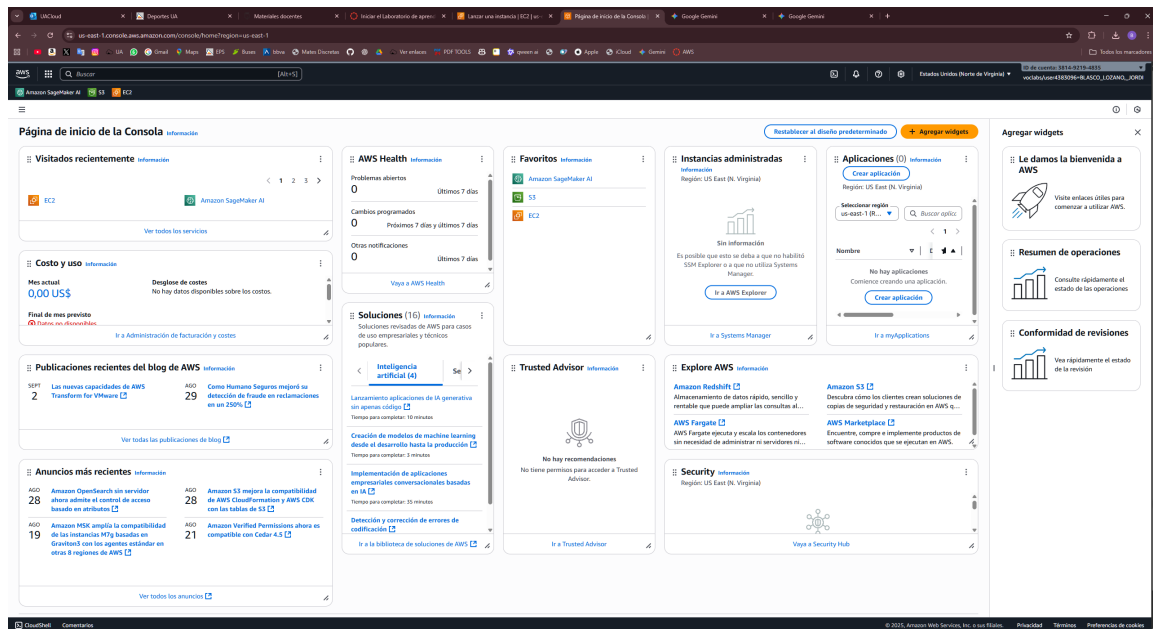 UACloud
Deportes UA
Materiales docentes
Iniciar el Laboratorio de apren
Lanzar una instancia | EC2 | us-
Página de inicio de la Consola |
Google Gemini
Google Gemini
us-east-1.console.aws.amazon.com/console/home?region=us-east-1
UA
Gmail
Maps
EPS
Buses
bbva
Mates Discretas
Ver enlaces
PDF TOOLS
qwen ai
Apple
iCloud
Gemini
AWS
Todos los marcadores
aws
Buscar
[Alt+S]
Estados Unidos (Norte de Virginia)
ID de cuenta: 3814-9219-4835
voclabs/user4383096=BLASCO_LOZANO,_JORDI
Amazon SageMaker AI
S3
EC2
Página de inicio de la Consola Información
Restablecer al diseño predeterminado
+ Agregar widgets
Visitados recientemente Información
1 2 3
EC2
Amazon SageMaker AI
Ver todos los servicios
Costo y uso Información
Mes actual
0,00 US$
Desglose de costes
No hay datos disponibles sobre los costos.
Final de mes previsto
Datos no disponibles
Ir a Administración de facturación y costes
Publicaciones recientes del blog de AWS Información
SEPT
2
Las nuevas capacidades de AWS
Transform for VMware
AGO
29
Como Humano Seguros mejoró su
detección de fraude en reclamaciones
en un 250%
Ver todas las publicaciones de blog
Anuncios más recientes Información
AGO
28
Amazon OpenSearch sin servidor
ahora admite el control de acceso
basado en atributos
AGO
28
Amazon S3 mejora la compatibilidad
de AWS CloudFormation y AWS CDK
con las tablas de S3
AGO
19
Amazon MSK amplía la compatibilidad
de las instancias M7g basadas en
Graviton3 con los agentes estándar en
otras 8 regiones de AWS
AGO
21
Amazon Verified Permissions ahora es
compatible con Cedar 4.5
Ver todos los anuncios
AWS Health Información
Problemas abiertos
0
Últimos 7 días
Cambios programados
0
Próximos 7 días y últimos 7 días
Otras notificaciones
0
Últimos 7 días
Vaya a AWS Health
Soluciones (16) Información
Soluciones revisadas de AWS para casos
de uso empresariales y técnicos
populares.
Inteligencia
artificial (4)
Se
Lanzamiento aplicaciones de IA generativa
sin apenas código
Tiempo para completar: 10 minutos
Creación de modelos de machine learning
desde el desarrollo hasta la producción
Tiempo para completar: 3 minutos
Implementación de aplicaciones
empresariales conversacionales basadas
en IA
Tiempo para completar: 35 minutos
Detección y corrección de errores de
codificación
Ir a la biblioteca de soluciones de AWS
Favoritos Información
Amazon SageMaker AI
S3
EC2
Trusted Advisor Información
No hay recomendaciones
No tiene permisos para acceder a Trusted
Advisor.
Ir a Trusted Advisor
Instancias administradas
Información
Región: US East (N. Virginia)
Sin información
Es posible que esto se deba a que no habilitó
SSM Explorer o a que no utiliza Systems
Manager.
Ir a AWS Explorer
Ir a Systems Manager
Aplicaciones (0) Información
Crear aplicación
Región: US East (N. Virginia)
Seleccionar región
us-east-1 (R...
Buscar aplicc
1
Nombre
No hay aplicaciones
Comience creando una aplicación.
Crear aplicación
Ir a myApplications
Explore AWS Información
Amazon Redshift
Almacenamiento de datos rápido, sencillo y
rentable que puede ampliar las consultas al...
Amazon S3
Descubra cómo los clientes crean soluciones de
copias de seguridad y restauración en AWS q...
AWS Fargate
AWS Fargate ejecuta y escala los contenedores
sin necesidad de administrar ni servidores ni...
AWS Marketplace
Encuentre, compre e implemente productos de
software conocidos que se ejecutan en AWS.
Security Información
Región: US East (N. Virginia)
Vaya a Security Hub
Agregar widgets
Le damos la bienvenida a
AWS
Visite enlaces útiles para
comenzar a utilizar AWS.
Resumen de operaciones
Consulte rápidamente el
estado de las operaciones
Conformidad de revisiones
Vea rápidamente el estado
de la revisión
CloudShell
Comentarios
© 2025, Amazon Web Services, Inc. o sus filiales.
Privacidad
Términos
Preferencias de cookies